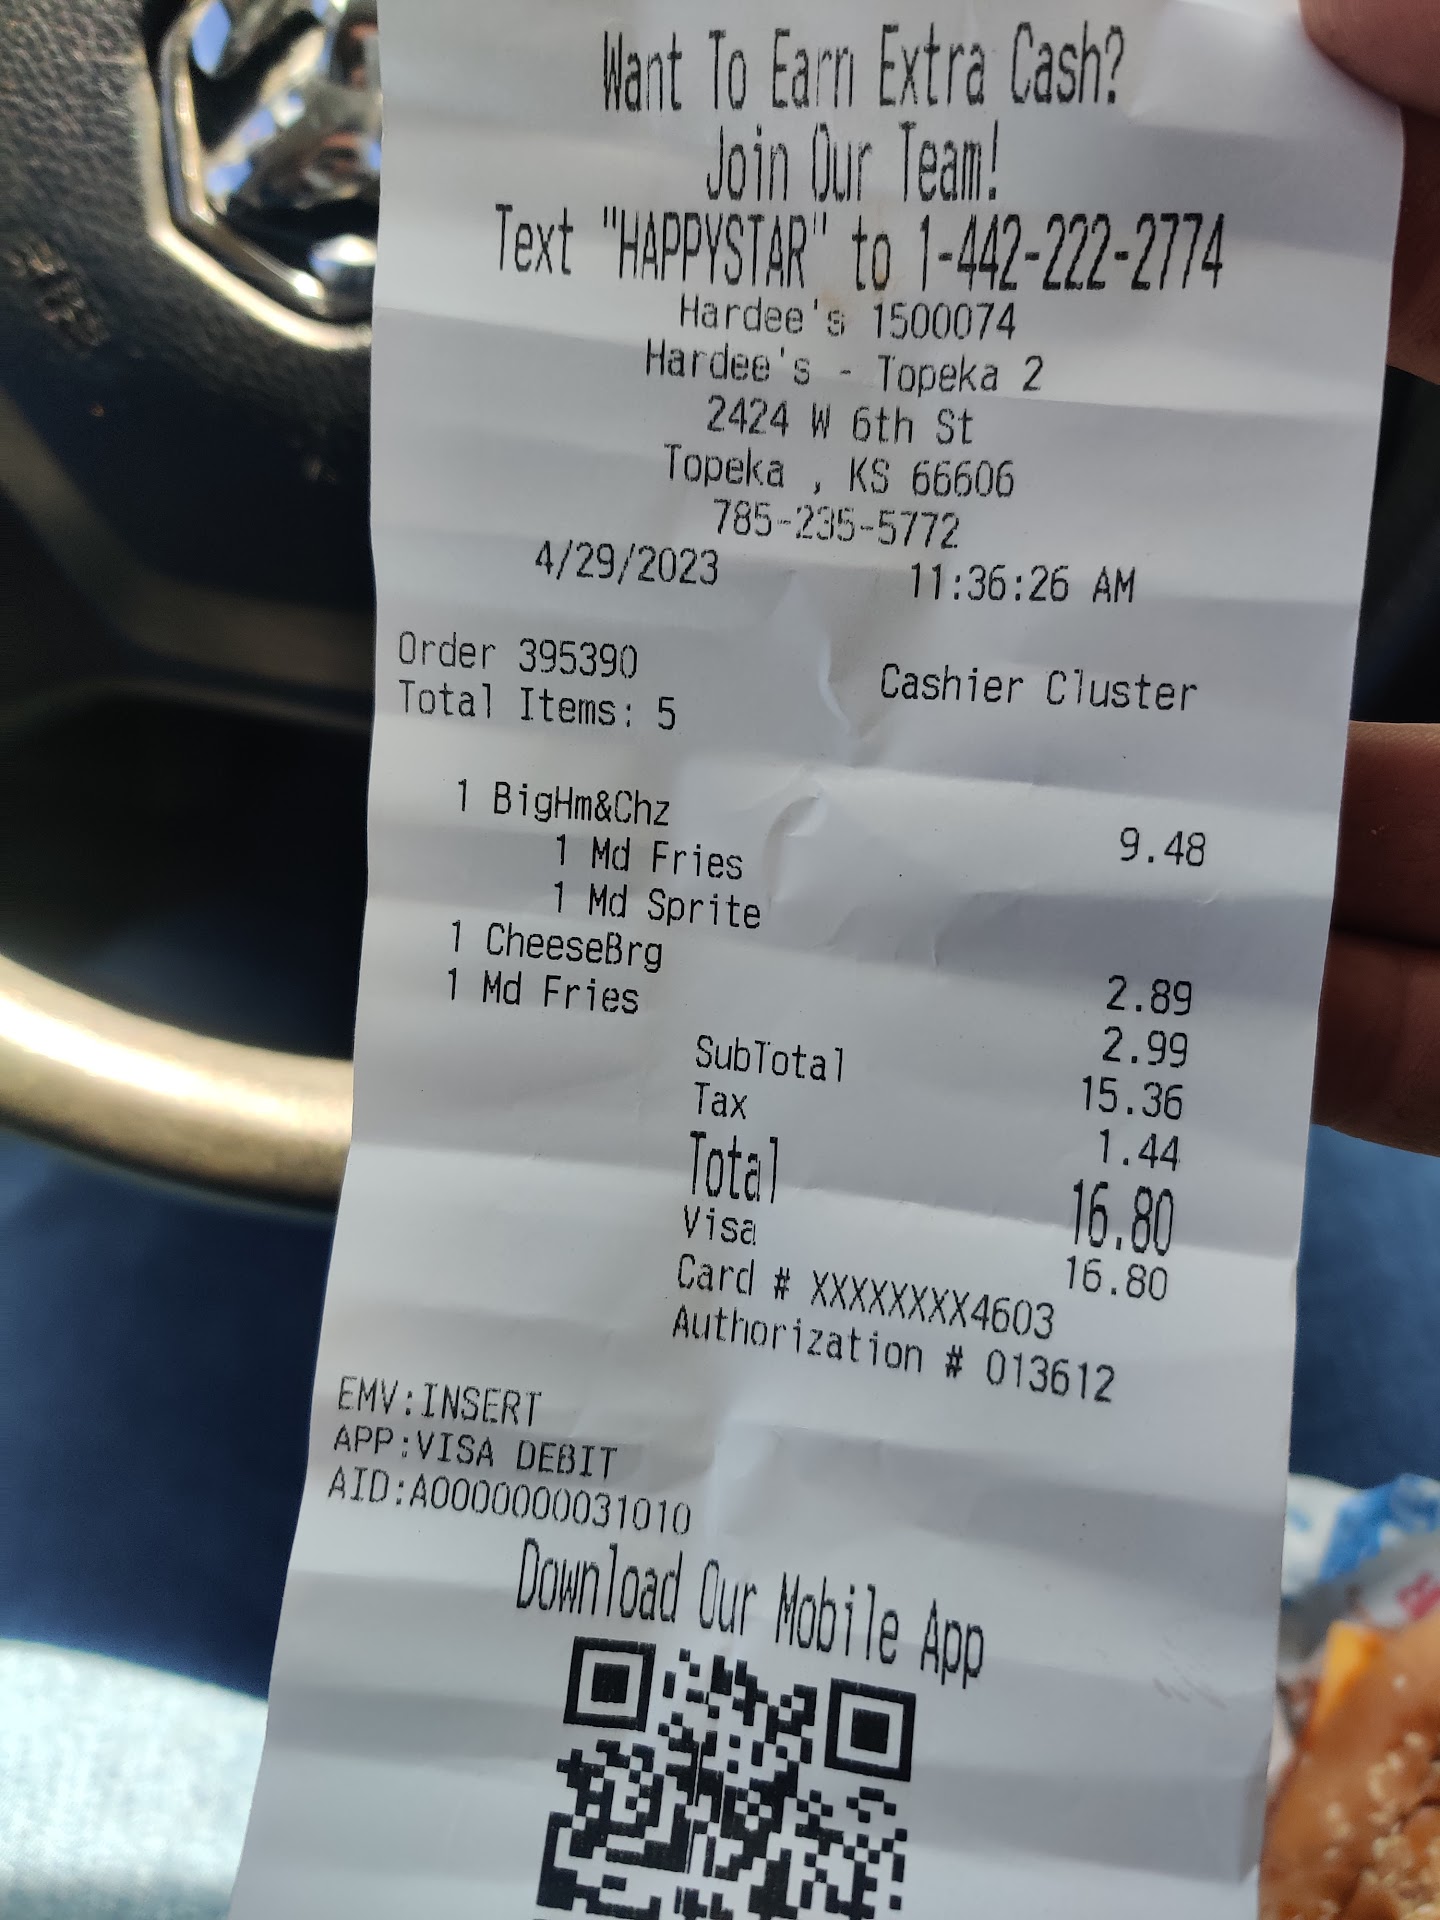 Want To Earn Extra Cash?
Join Our Team!
Text "HAPPYSTAR" to 1-442-222-2774
Hardee's 1500074
Hardee's - Topeka 2
2424 W 6th St
Topeka , KS 66606
785-235-5772
4/29/2023 11:36:26 AM
Order 395390 Cashier Cluster
Total Items: 5
1 BigHm&Chz 9.48
1 Md Fries
1 Md Sprite
1 CheeseBrg 2.89
1 Md Fries 2.99
SubTotal 15.36
Tax 1.44
Total 16.80
Visa 16.80
Card # XXXXXXXX4603
Authorization # 013612
EMV:INSERT
APP:VISA DEBIT
AID:A0000000031010
Download Our Mobile App